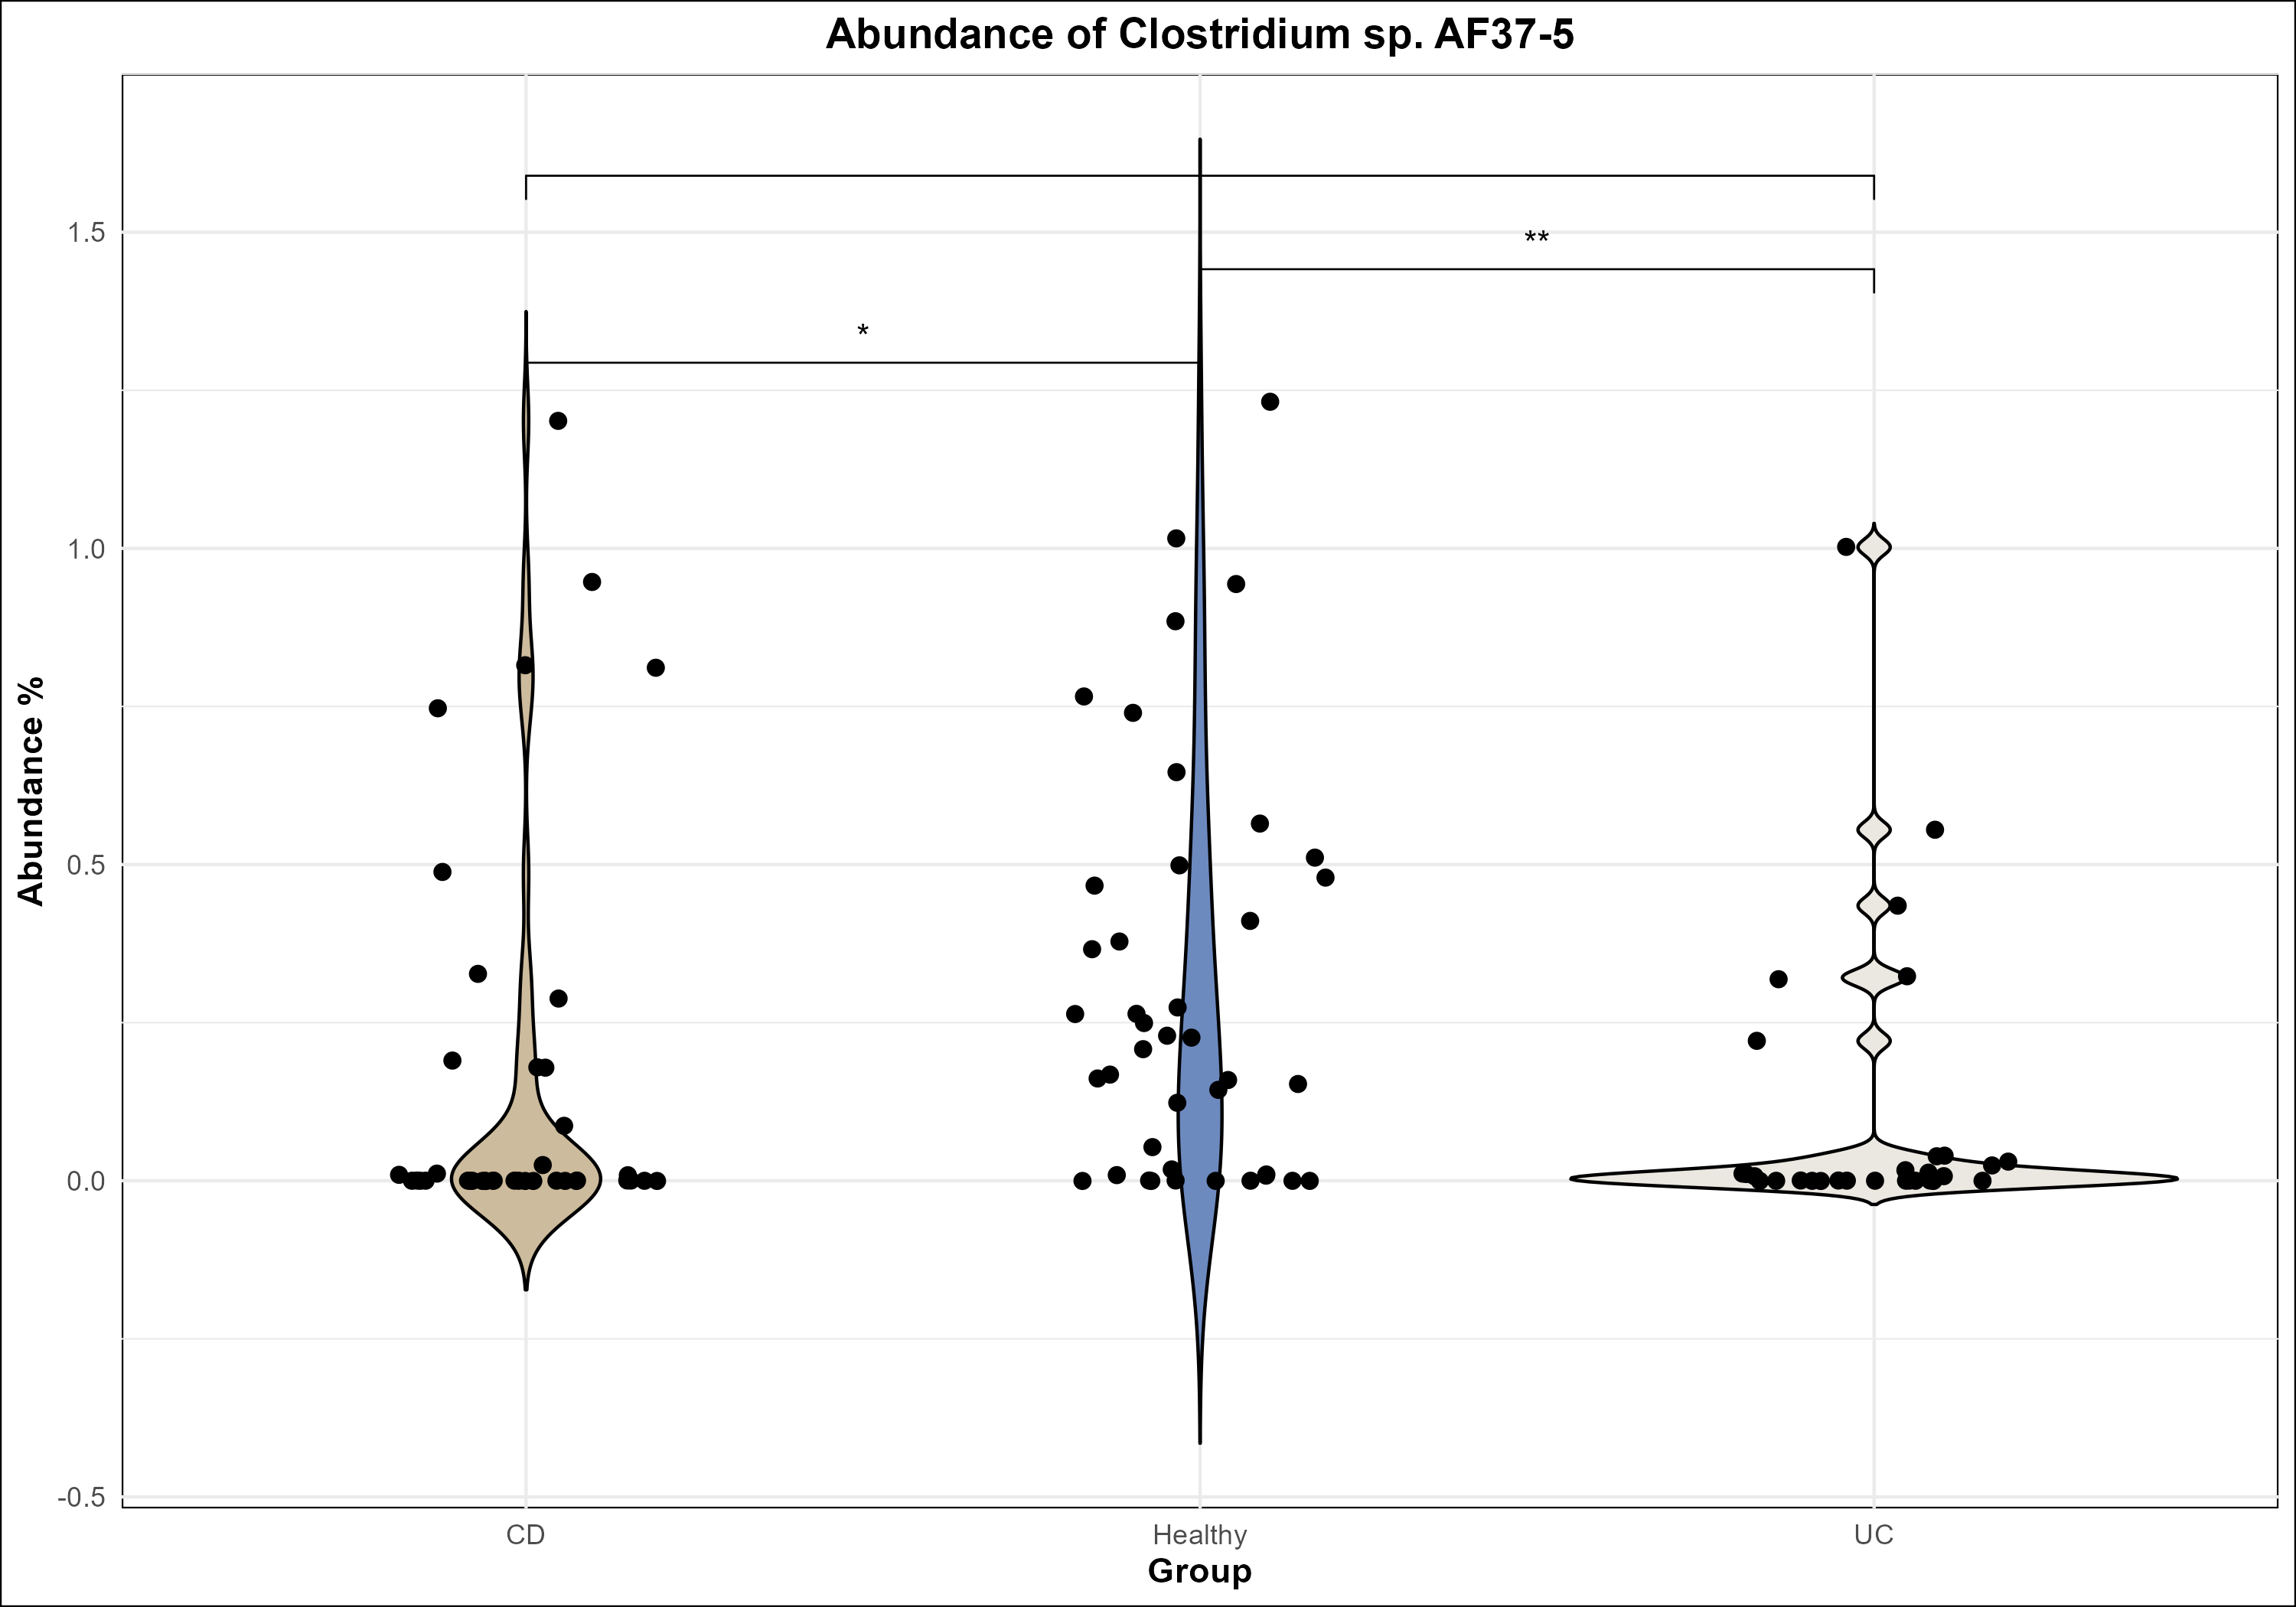 Abundance of Clostridium sp. AF37-5
Abundance %
1.5
1.0
0.5
0.0
-0.5
**
*
CD
Healthy
UC
Group